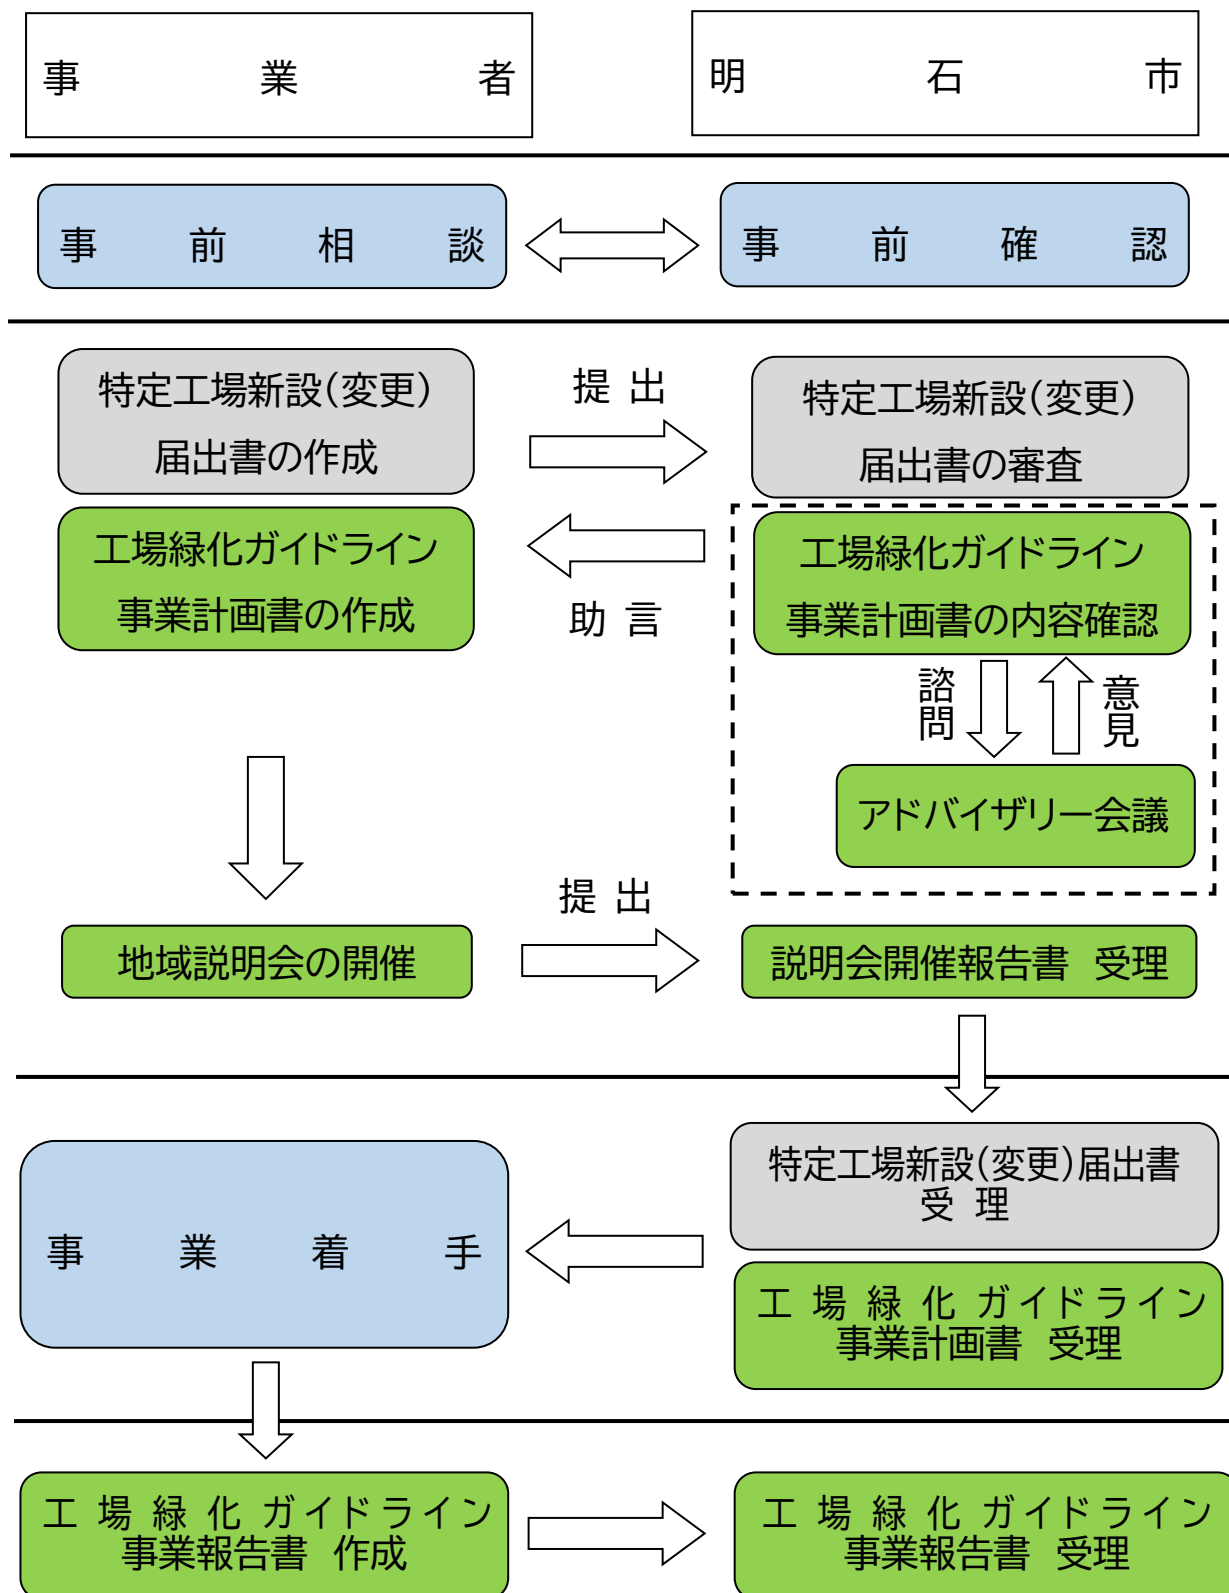 事業者
明石市
事前相談
事前確認
特定工場新設(変更)
届出書の作成
提出
特定工場新設(変更)
届出書の審査
工場緑化ガイドライン
事業計画書の作成
助言
工場緑化ガイドライン
事業計画書の内容確認
諮問
意見
アドバイザリー会議
提出
地域説明会の開催
説明会開催報告書 受理
特定工場新設(変更)届出書
受理
事業着手
工場緑化ガイドライン
事業計画書 受理
工場緑化ガイドライン
事業報告書 作成
工場緑化ガイドライン
事業報告書 受理